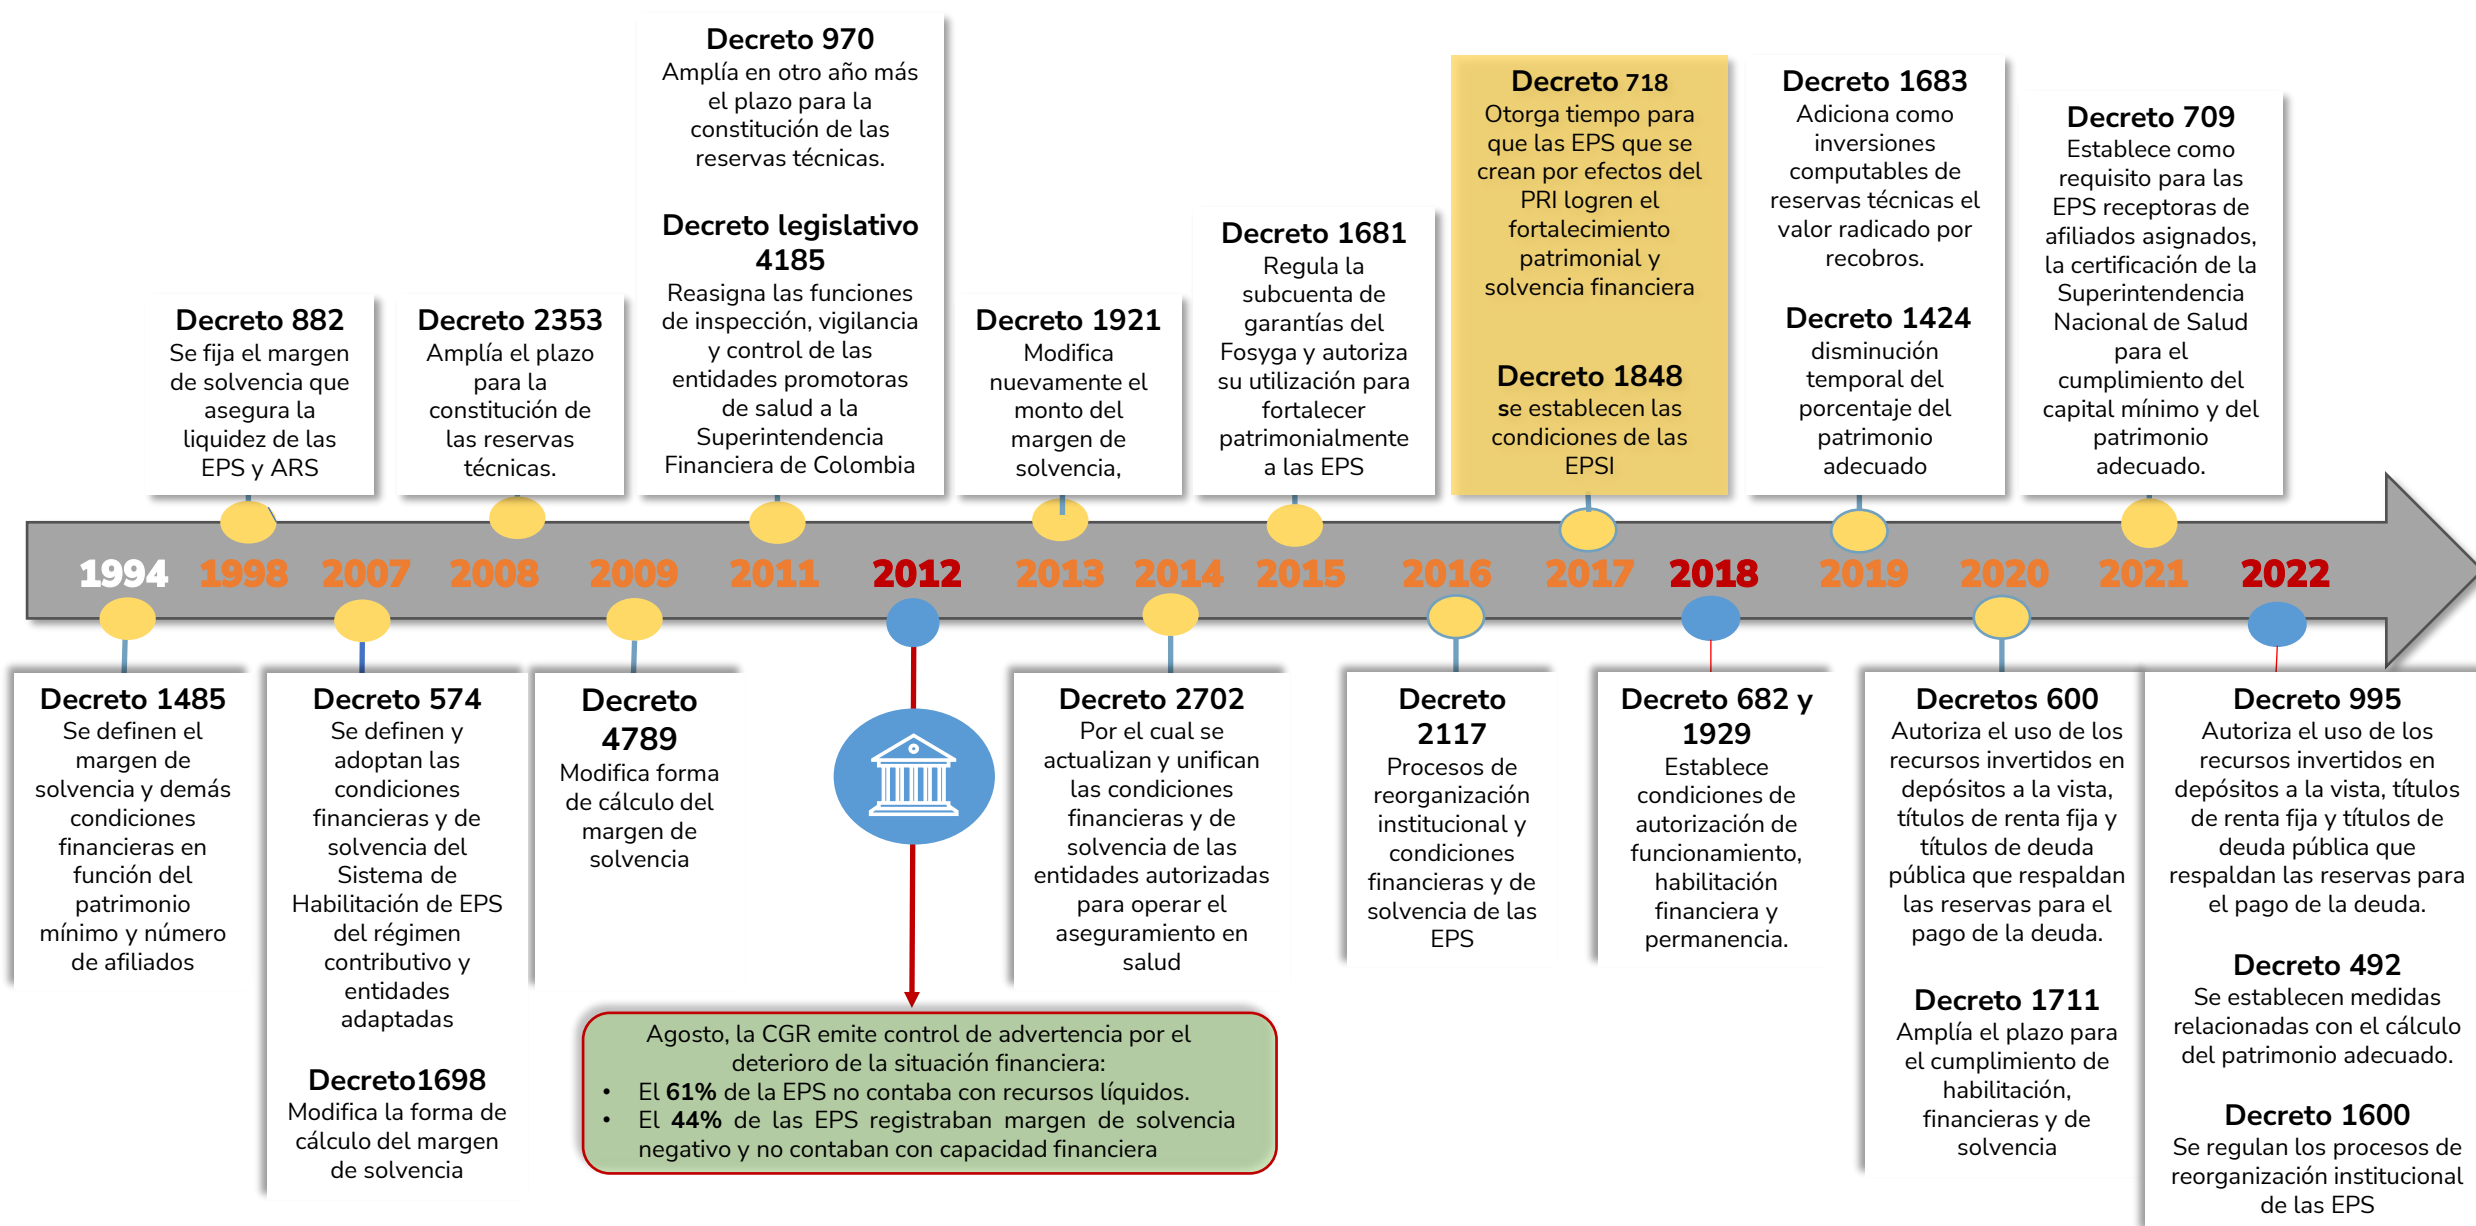 Decreto 970
Amplía en otro año más
el plazo para la
constitución de las
reservas técnicas.
Decreto legislativo
4185
Reasigna las funciones
de inspección, vigilancia
y control de las
entidades promotoras
de salud a la
Superintendencia
Financiera de Colombia
Decreto 882
Se fija el margen
de solvencia que
asegura la
liquidez de las
EPS y ARS
Decreto 2353
Amplía el plazo
para la
constitución de
las reservas
técnicas.
Decreto 1921
Modifica
nuevamente el
monto del
margen de
solvencia,
Decreto 1681
Regula la
subcuenta de
garantías del
Fosyga y autoriza
su utilización para
fortalecer
patrimonialmente
a las EPS
Decreto 718
Otorga tiempo para
que las EPS que se
crean por efectos del
PRI logren el
fortalecimiento
patrimonial y
solvencia financiera
Decreto 1848
se establecen las
condiciones de las
EPSI
Decreto 1683
Adiciona como
inversiones
computables de
reservas técnicas el
valor radicado por
recobros.
Decreto 1424
disminución
temporal del
porcentaje del
patrimonio
adecuado
Decreto 709
Establece como
requisito para las
EPS receptoras de
afiliados asignados,
la certificación de la
Superintendencia
Nacional de Salud
para el
cumplimiento del
capital mínimo y del
patrimonio
adecuado.
1994 1998 2007 2008 2009 2011 2012 2013 2014 2015 2016 2017 2018 2019 2020 2021 2022
Decreto 1485
Se definen el
margen de
solvencia y demás
condiciones
financieras en
función del
patrimonio
mínimo y número
de afiliados
Decreto 574
Se definen y
adoptan las
condiciones
financieras y de
solvencia del
Sistema de
Habilitación de EPS
del régimen
contributivo y
entidades
adaptadas
Decreto1698
Modifica la forma de
cálculo del margen
de solvencia
Decreto
4789
Modifica forma
de cálculo del
margen de
solvencia
Agosto, la CGR emite control de advertencia por el
deterioro de la situación financiera:
• El 61% de la EPS no contaba con recursos líquidos.
• El 44% de las EPS registraban margen de solvencia
negativo y no contaban con capacidad financiera
Decreto 2702
Por el cual se
actualizan y unifican
las condiciones
financieras y de
solvencia de las
entidades autorizadas
para operar el
aseguramiento en
salud
Decreto
2117
Procesos de
reorganización
institucional y
condiciones
financieras y de
solvencia de las
EPS
Decreto 682 y
1929
Establece
condiciones de
autorización de
funcionamiento,
habilitación
financiera y
permanencia.
Decretos 600
Autoriza el uso de los
recursos invertidos en
depósitos a la vista,
títulos de renta fija y
títulos de deuda
pública que respaldan
las reservas para el
pago de la deuda.
Decreto 1711
Amplía el plazo para
el cumplimiento de
habilitación,
financieras y de
solvencia
Decreto 995
Autoriza el uso de los
recursos invertidos en
depósitos a la vista, títulos
de renta fija y títulos de
deuda pública que
respaldan las reservas para
el pago de la deuda.
Decreto 492
Se establecen medidas
relacionadas con el cálculo
del patrimonio adecuado.
Decreto 1600
Se regulan los procesos de
reorganización institucional
de las EPS